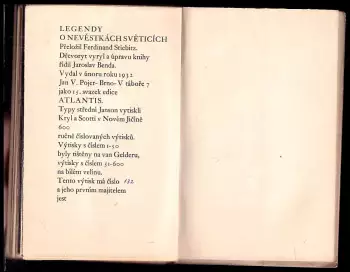 LEGENDY
O NEVĚSTKÁCH SVĚTICÍCH
Přeložil Ferdinand Stiebitz.
Dřevoryt vyryl a úpravu knihy
řídil Jaroslav Benda.
Vydal v únoru roku 1932
Jan V. Pojer- Brno- V táboře 7
jako 15. svazek edice
ATLANTIS.
Typy střední Janson vytiskli
Kryl a Scotti v Novém Jičíně
600
ručně číslovaných výtisků.
Výtisky s číslem 1-50
byly tištěny na van Gelderu,
výtisky s číslem 51-600
na bílém velinu.
Tento výtisk má číslo 132
a jeho prvním majitelem
jest